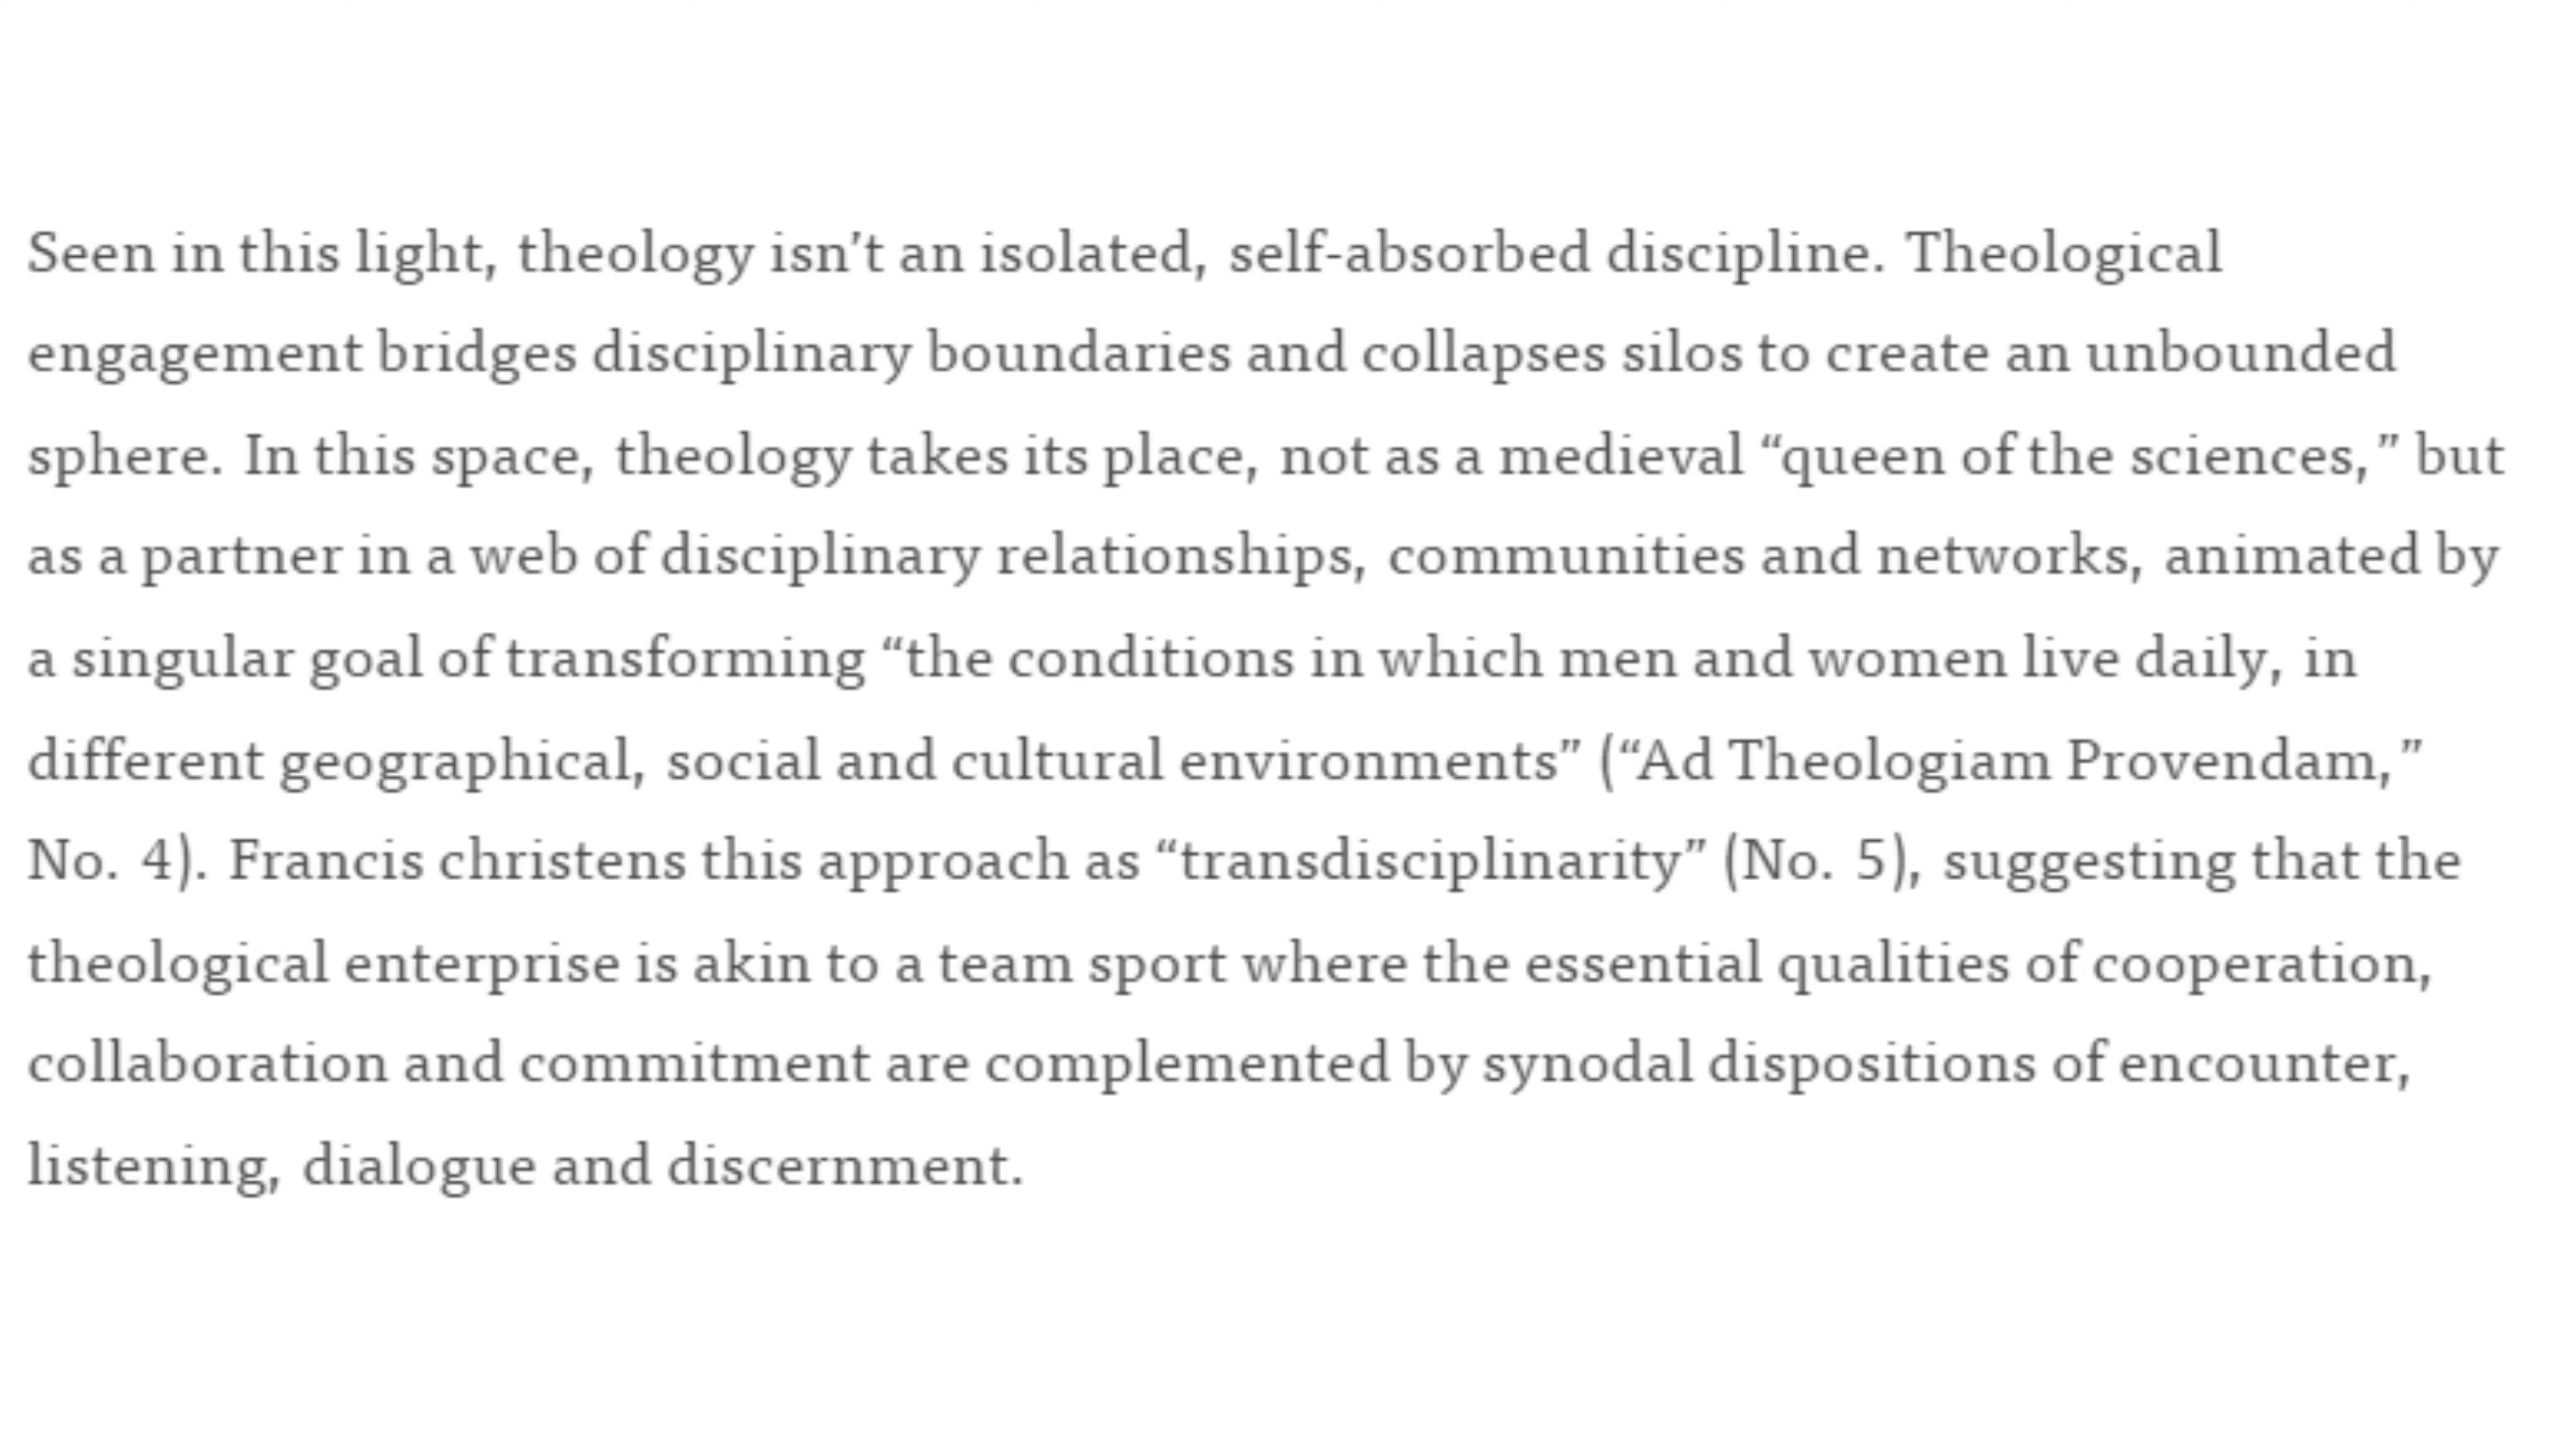 Seen in this light, theology isn’t an isolated, self-absorbed discipline. Theological
engagement bridges disciplinary boundaries and collapses silos to create an unbounded
sphere. In this space, theology takes its place, not as a medieval “queen of the sciences,” but
as a partner in a web of disciplinary relationships, communities and networks, animated by
a singular goal of transforming “the conditions in which men and women live daily, in
different geographical, social and cultural environments” (“Ad Theologiam Provendam,”
No. 4). Francis christens this approach as “transdisciplinarity” (No. 5), suggesting that the
theological enterprise is akin to a team sport where the essential qualities of cooperation,
collaboration and commitment are complemented by synodal dispositions of encounter,
listening, dialogue and discernment.